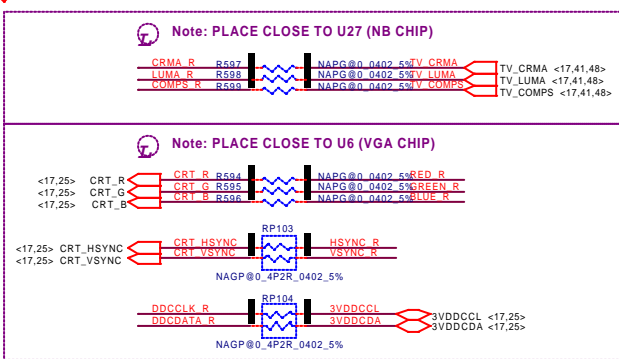 Note: PLACE CLOSE TO U27 (NB CHIP)
CRMA_R R597 NAPG@0_0402_5% TV_CRMA TV_CRMA <17,41,48>
LUMA_R R598 NAPG@0_0402_5% TV_LUMA TV_LUMA <17,41,48>
COMPS_R R599 NAPG@0_0402_5% TV_COMPS TV_COMPS <17,41,48>
Note: PLACE CLOSE TO U6 (VGA CHIP)
<17,25> CRT_R CRT_R R594 NAPG@0_0402_5% RED_R
<17,25> CRT_G CRT_G R595 NAPG@0_0402_5% GREEN_R
<17,25> CRT_B CRT_B R596 NAPG@0_0402_5% BLUE_R
RP103
<17,25> CRT_HSYNC CRT_HSYNC HSYNC_R
<17,25> CRT_VSYNC CRT_VSYNC VSYNC_R
NAGP@0_4P2R_0402_5%
RP104
DDCCLK_R 3VDDCCL 3VDDCCL <17,25>
DDCDATA_R 3VDDCDA 3VDDCDA <17,25>
NAGP@0_4P2R_0402_5%